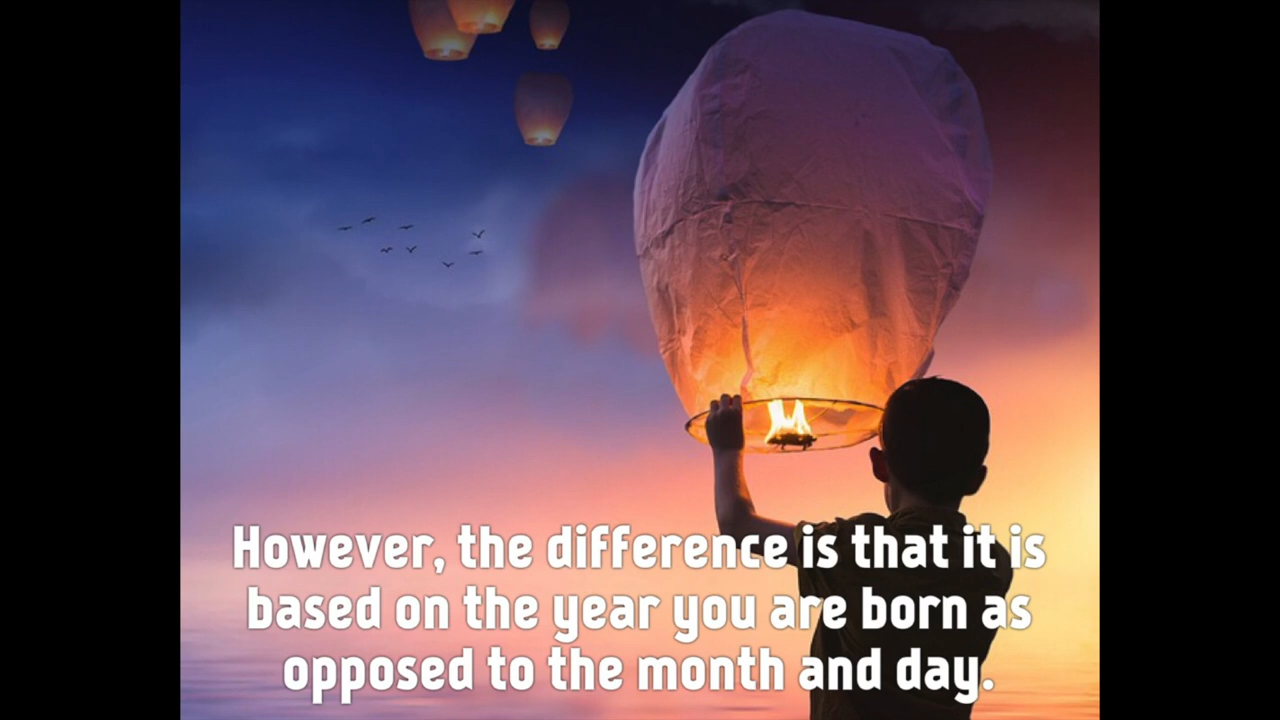 However, the difference is that it is
based on the year you are born as
opposed to the month and day.